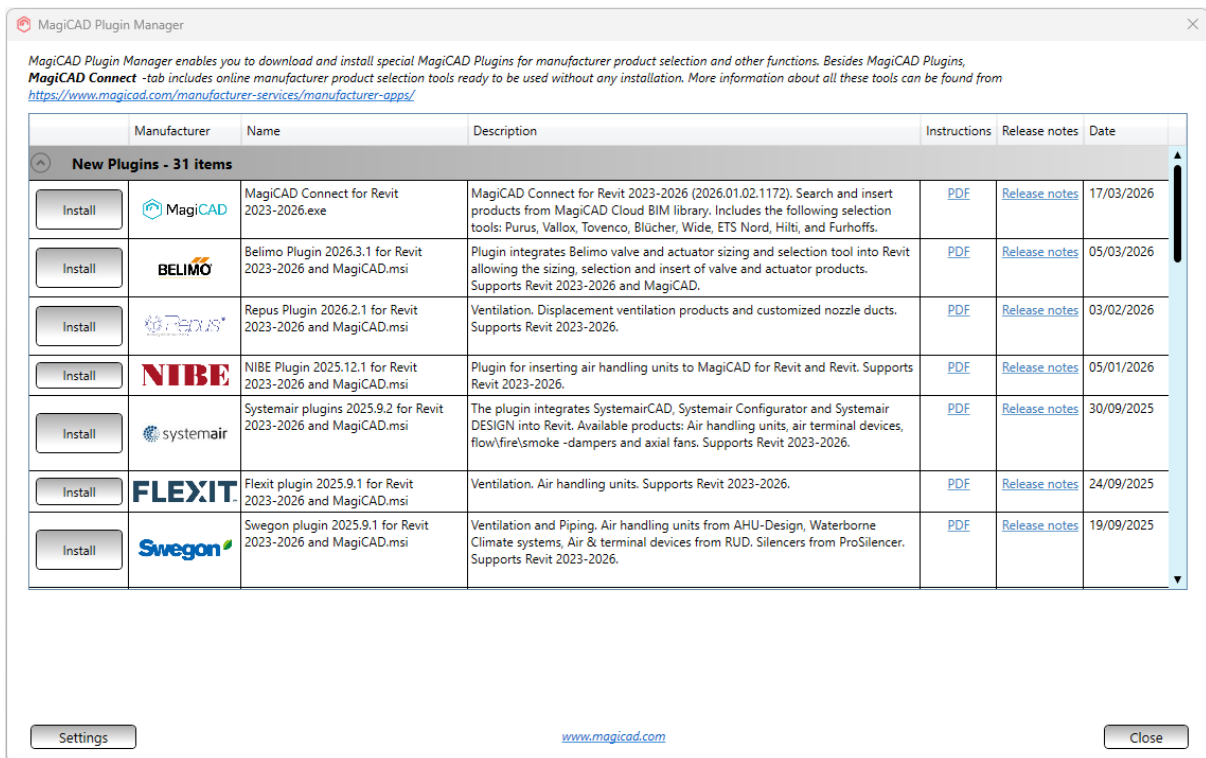 MagiCAD Plugin Manager
MagiCAD Plugin Manager enables you to download and install special MagiCAD Plugins for manufacturer product selection and other functions. Besides MagiCAD Plugins,
MagiCAD Connect -tab includes online manufacturer product selection tools ready to be used without any installation. More information about all these tools can be found from
https://www.magicad.com/manufacturer-services/manufacturer-apps/
Manufacturer Name Description Instructions Release notes Date
New Plugins - 31 items
Install MagiCAD MagiCAD Connect for Revit MagiCAD Connect for Revit 2023-2026 (2026.01.02.1172). Search and insert PDF Release notes 17/03/2026
2023-2026.exe products from MagiCAD Cloud BIM library. Includes the following selection
tools: Purus, Vallox, Tovenco, Blücher, Wide, ETS Nord, Hilti, and Furhoffs.
Install BELIMO Belimo Plugin 2026.3.1 for Revit Plugin integrates Belimo valve and actuator sizing and selection tool into Revit PDF Release notes 05/03/2026
2023-2026 and MagiCAD.msi allowing the sizing, selection and insert of valve and actuator products.
Supports Revit 2023-2026 and MagiCAD.
Install Repus Repus Plugin 2026.2.1 for Revit Ventilation. Displacement ventilation products and customized nozzle ducts. PDF Release notes 03/02/2026
2023-2026 and MagiCAD.msi Supports Revit 2023-2026.
Install NIBE NIBE Plugin 2025.12.1 for Revit Plugin for inserting air handling units to MagiCAD for Revit and Revit. Supports PDF Release notes 05/01/2026
2023-2026 and MagiCAD.msi Revit 2023-2026.
Install systemair Systemair plugins 2025.9.2 for Revit The plugin integrates SystemairCAD, Systemair Configurator and Systemair PDF Release notes 30/09/2025
2023-2026 and MagiCAD.msi DESIGN into Revit. Available products: Air handling units, air terminal devices,
flow\fire\smoke -dampers and axial fans. Supports Revit 2023-2026.
Install FLEXIT Flexit plugin 2025.9.1 for Revit Ventilation. Air handling units. Supports Revit 2023-2026. PDF Release notes 24/09/2025
2023-2026 and MagiCAD.msi
Install Swegon Swegon plugin 2025.9.1 for Revit Ventilation and Piping. Air handling units from AHU-Design, Waterborne PDF Release notes 19/09/2025
2023-2026 and MagiCAD.msi Climate systems, Air & terminal devices from RUD. Silencers from ProSilencer.
Supports Revit 2023-2026.
Settings www.magicad.com Close